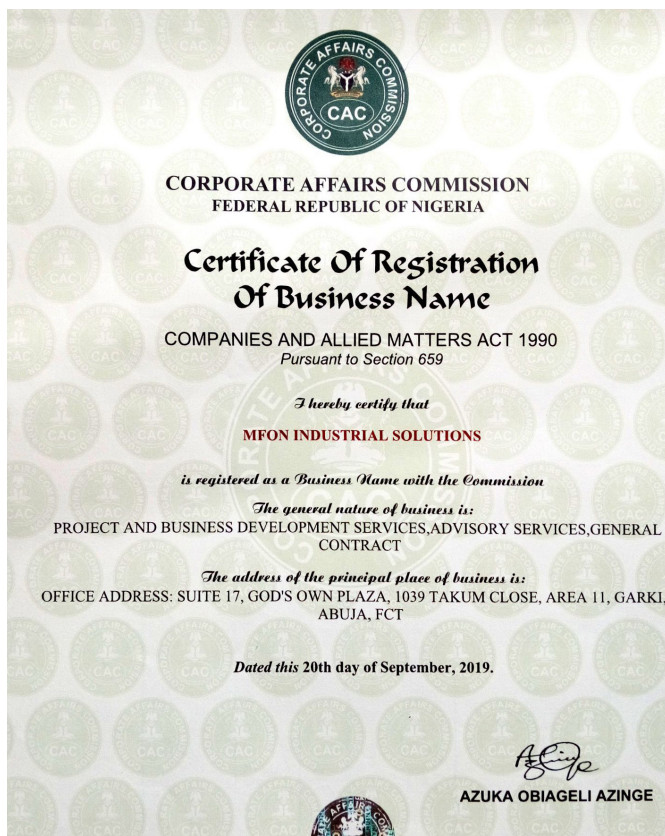 CORPORATE AFFAIRS COMMISSION
CAC
CORPORATE AFFAIRS COMMISSION
FEDERAL REPUBLIC OF NIGERIA
Certificate Of Registration
Of Business Name
COMPANIES AND ALLIED MATTERS ACT 1990
Pursuant to Section 659
I hereby certify that
MFON INDUSTRIAL SOLUTIONS
is registered as a Business Name with the Commission
The general nature of business is:
PROJECT AND BUSINESS DEVELOPMENT SERVICES,ADVISORY SERVICES,GENERAL
CONTRACT
The address of the principal place of business is:
OFFICE ADDRESS: SUITE 17, GOD'S OWN PLAZA, 1039 TAKUM CLOSE, AREA 11, GARKI,
ABUJA, FCT
Dated this 20th day of September, 2019.
AZUKA OBIAGELI AZINGE